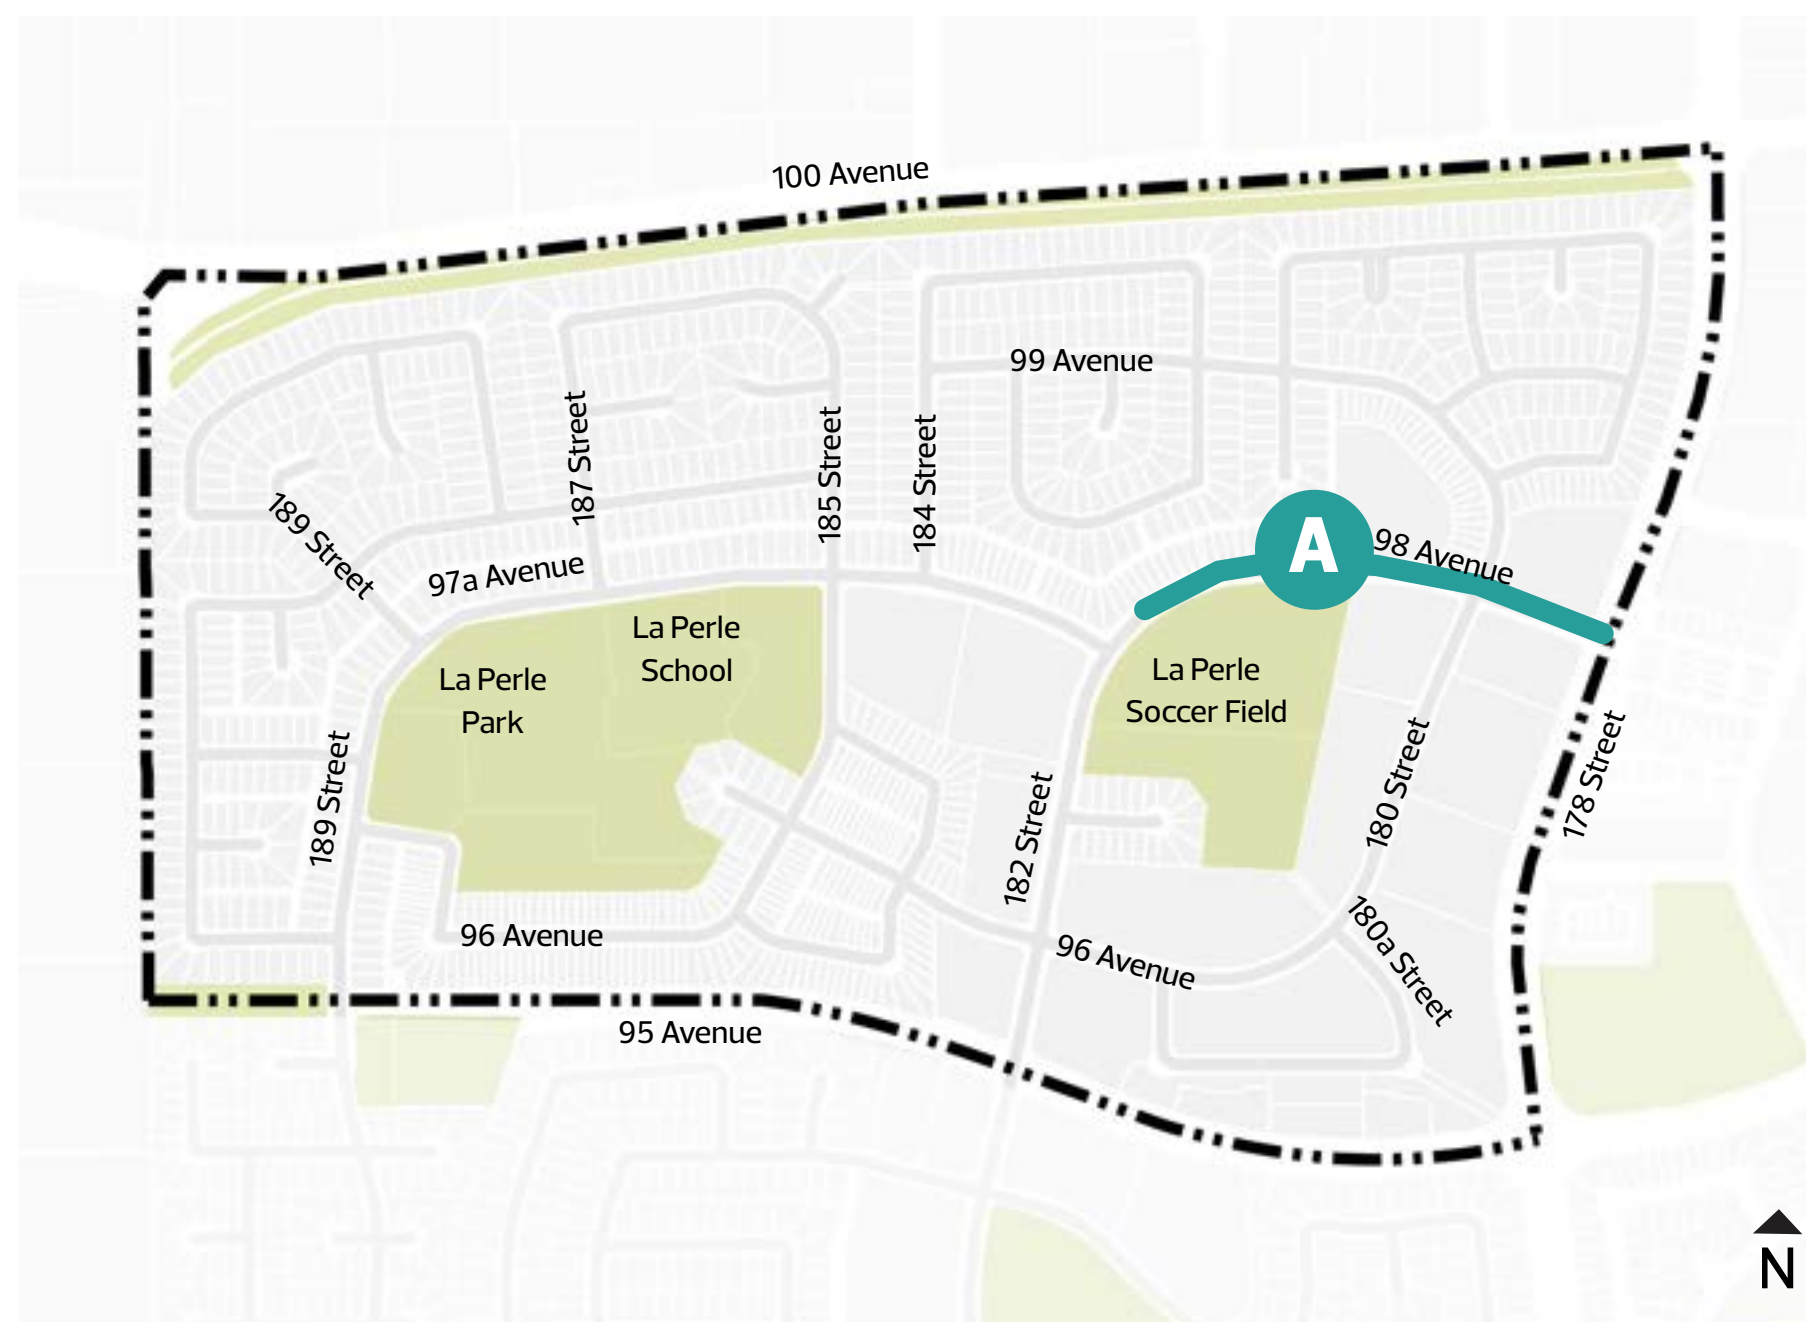 100 Avenue
99 Avenue
187 Street
185 Street
184 Street
189 Street
97a Avenue
A
98 Avenue
La Perle
School
La Perle
Park
La Perle
Soccer Field
189 Street
182 Street
180 Street
178 Street
96 Avenue
96 Avenue
180a Street
95 Avenue
N